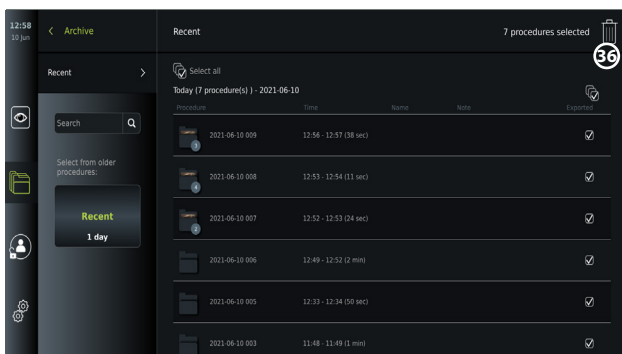 12:58
10 Jun
Archive
Recent
7 procedures selected
36
Recent
Select all
Today (7 procedure(s) ) - 2021-06-10
Procedure Time Name Note Exported
Search
Select from older
procedures:
Recent
1 day
3
2021-06-10 009 12:56 - 12:57 (38 sec)
4
2021-06-10 008 12:53 - 12:54 (11 sec)
2
2021-06-10 007 12:52 - 12:53 (24 sec)
2021-06-10 006 12:49 - 12:52 (2 min)
2021-06-10 005 12:33 - 12:34 (50 sec)
2021-06-10 003 11:48 - 11:49 (1 min)